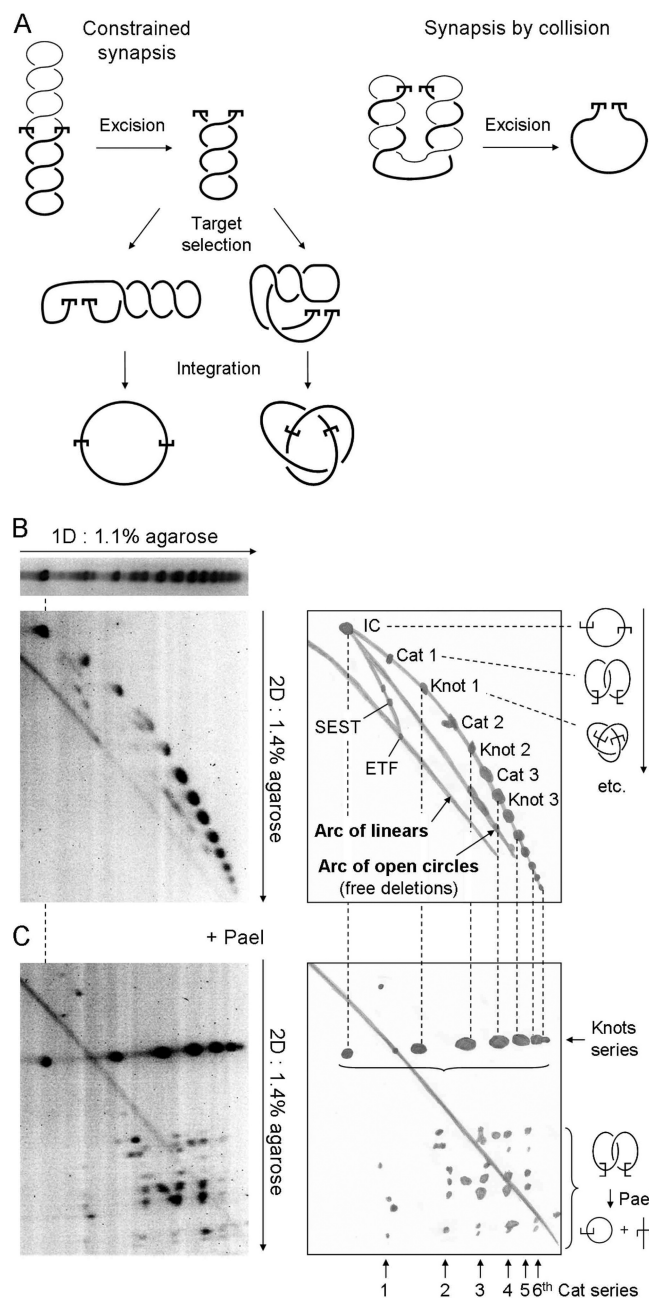 A
Constrained
synapsis
Synapsis by collision
Excision
Excision
Target
selection
Integration
B
1D : 1.1% agarose
2D : 1.4% agarose
IC
Cat 1
Knot 1
SEST
Cat 2
ETF
Knot 2
Cat 3
Knot 3
etc.
Arc of linears
Arc of open circles
(free deletions)
C
+ PaeI
2D : 1.4% agarose
Knots
series
Pae
1 2 3 4 5 6th Cat series